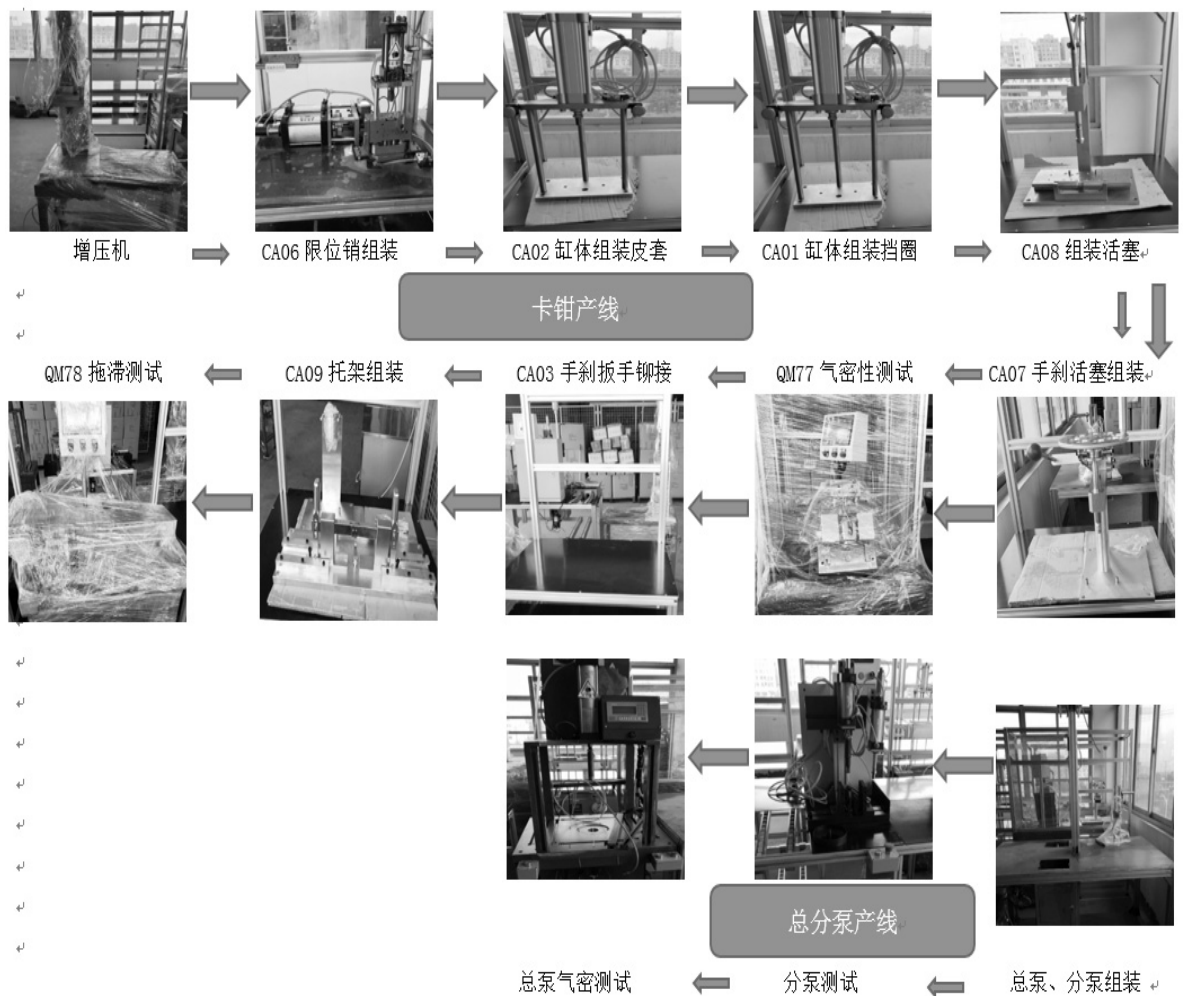 增压机
CA06 限位销组装
CA02 缸体组装皮套
CA01 缸体组装挡圈
CA08 组装活塞
卡钳产线
QM78 拖滞测试
CA09 托架组装
CA03 手刹扳手铆接
QM77 气密性测试
CA07 手刹活塞组装
总分泵产线
总泵气密测试
分泵测试
总泵、分泵组装